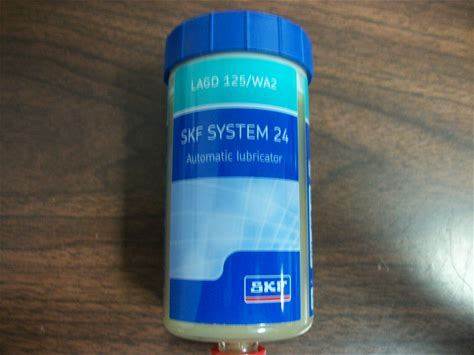 LAGD 125/WA2
SKF SYSTEM 24
Automatic lubricator
SKF